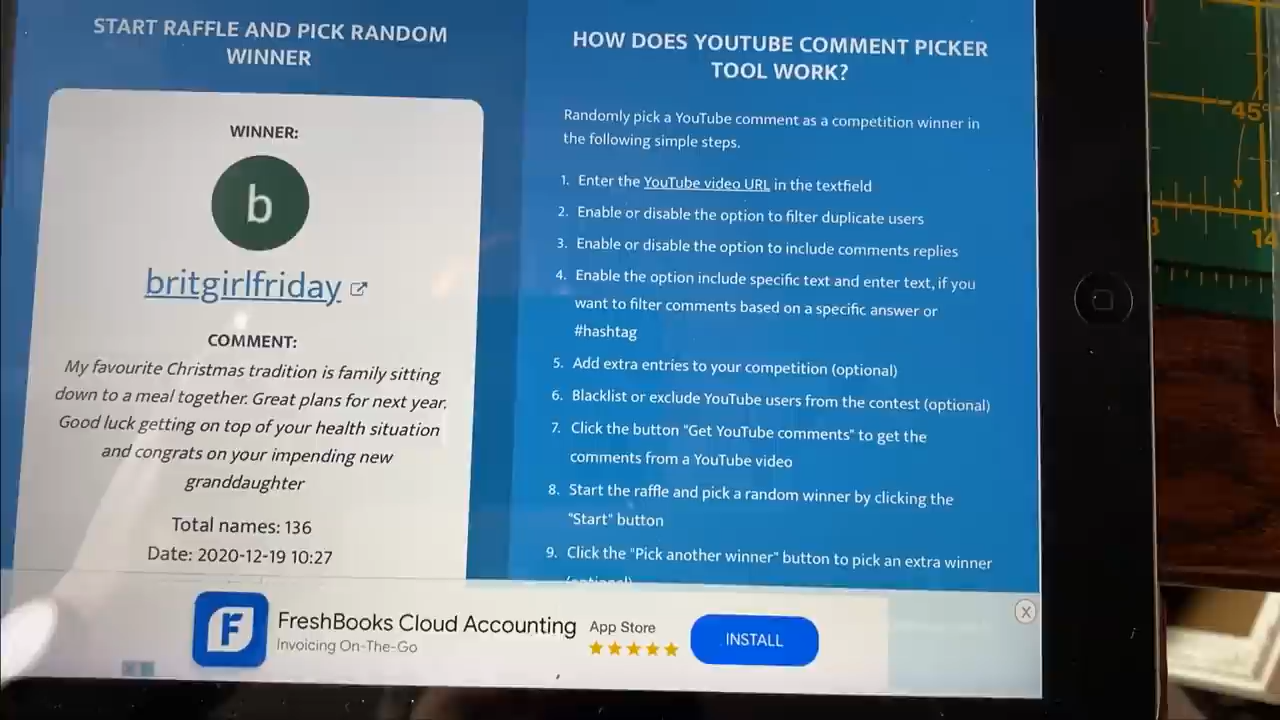 START RAFFLE AND PICK RANDOM
WINNER
WINNER:
b
britgirlfriday
COMMENT:
My favourite Christmas tradition is family sitting
down to a meal together. Great plans for next year.
Good luck getting on top of your health situation
and congrats on your impending new
granddaughter
Total names: 136
Date: 2020-12-19 10:27
HOW DOES YOUTUBE COMMENT PICKER
TOOL WORK?
Randomly pick a YouTube comment as a competition winner in
the following simple steps.
1. Enter the YouTube video URL in the textfield
2. Enable or disable the option to filter duplicate users
3. Enable or disable the option to include comments replies
4. Enable the option include specific text and enter text, if you
want to filter comments based on a specific answer or
#hashtag
5. Add extra entries to your competition (optional)
6. Blacklist or exclude YouTube users from the contest (optional)
7. Click the button "Get YouTube comments" to get the
comments from a YouTube video
8. Start the raffle and pick a random winner by clicking the
"Start" button
9. Click the "Pick another winner" button to pick an extra winner
(optional)
F
FreshBooks Cloud Accounting
Invoicing On-The-Go
App Store
INSTALL
X
45°
14